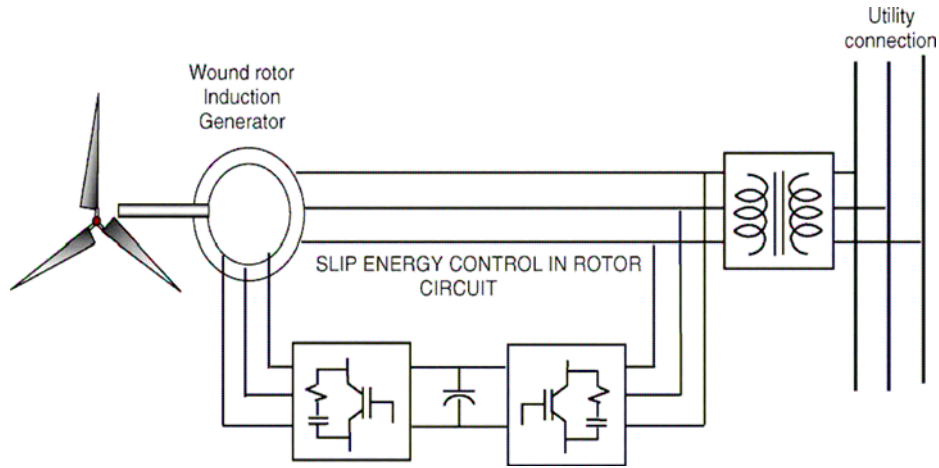 Utility
connection
Wound rotor
Induction
Generator
SLIP ENERGY CONTROL IN ROTOR
CIRCUIT